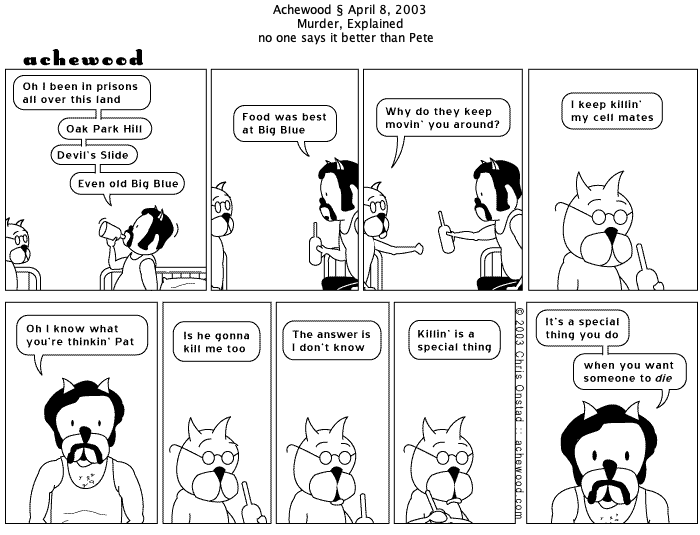 Achewood § April 8, 2003
Murder, Explained
no one says it better than Pete
achewood
Oh I been in prisons
all over this land
Oak Park Hill
Devil's Slide
Even old Big Blue
Food was best
at Big Blue
Why do they keep
movin' you around?
I keep killin'
my cell mates
Oh I know what
you're thinkin' Pat
Is he gonna
kill me too
The answer is
I don't know
Killin' is a
special thing
© 2003 Chris Onstad :: achewood.com
It's a special
thing you do
when you want
someone to die